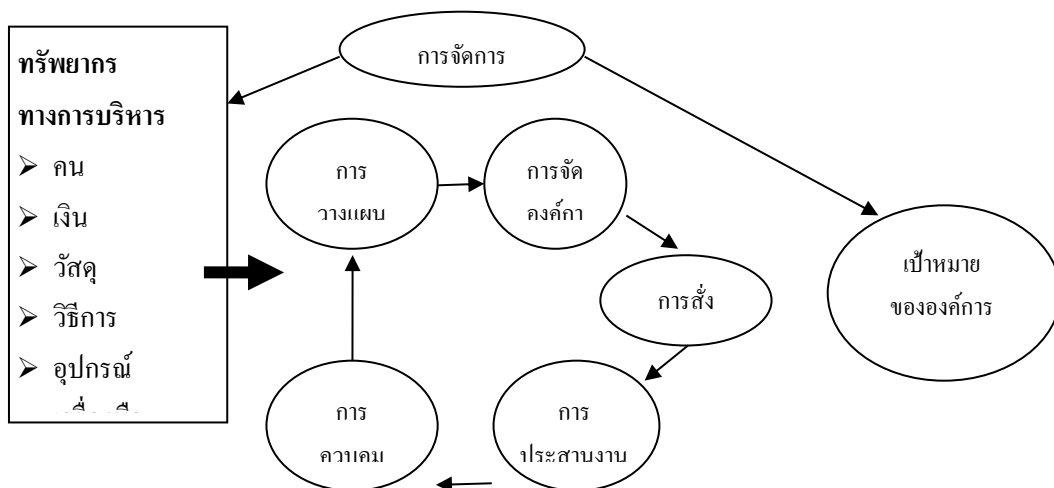 การจัดการ
ทรัพยากร
ทางการบริหาร
➢ คน
➢ เงิน
➢ วัสดุ
➢ วิธีการ
➢ อุปกรณ์
การ
วางแผน
การจัด
องค์กา
การสั่ง
การ
ประสานงาน
การ
ควบคุม
เป้าหมาย
ขององค์การ